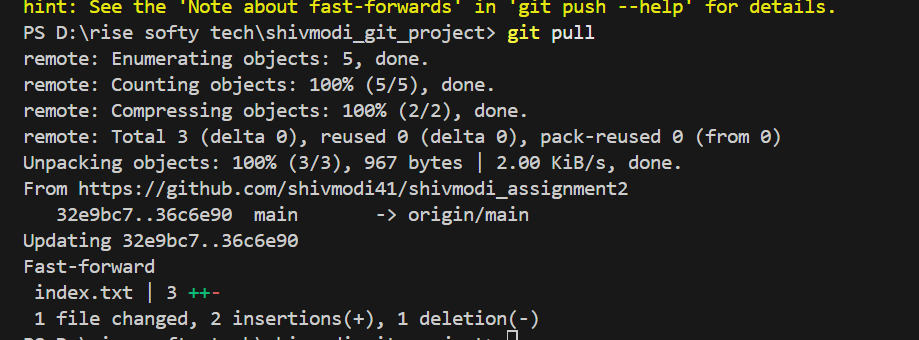 hint: See the 'Note about fast-forwards' in 'git push --help' for details.
PS D:\rise softy tech\shivmodi_git_project> git pull
remote: Enumerating objects: 5, done.
remote: Counting objects: 100% (5/5), done.
remote: Compressing objects: 100% (2/2), done.
remote: Total 3 (delta 0), reused 0 (delta 0), pack-reused 0 (from 0)
Unpacking objects: 100% (3/3), 967 bytes | 2.00 KiB/s, done.
From https://github.com/shivmodi41/shivmodi_assignment2
   32e9bc7..36c6e90  main       -> origin/main
Updating 32e9bc7..36c6e90
Fast-forward
 index.txt | 3 ++-
 1 file changed, 2 insertions(+), 1 deletion(-)